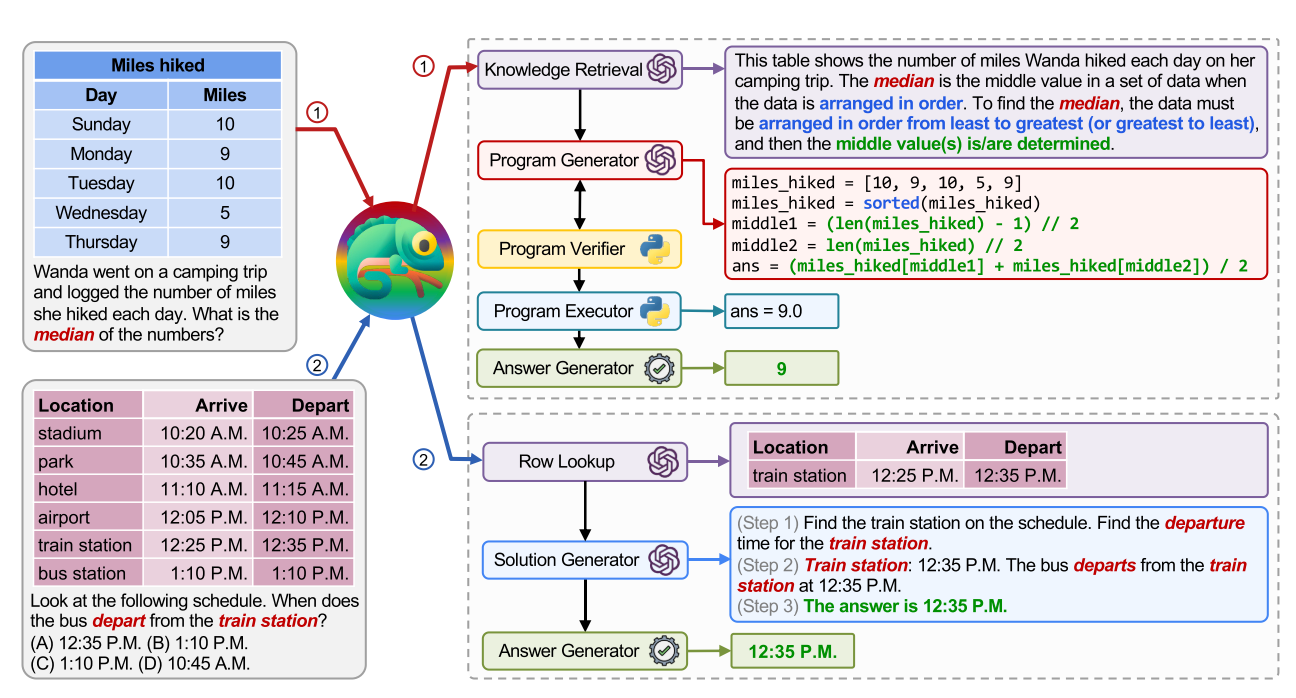 Miles hiked
Day Miles
Sunday 10
Monday 9
Tuesday 10
Wednesday 5
Thursday 9
Wanda went on a camping trip
and logged the number of miles
she hiked each day. What is the
median of the numbers?
1
1
2
2
Location Arrive Depart
stadium 10:20 A.M. 10:25 A.M.
park 10:35 A.M. 10:45 A.M.
hotel 11:10 A.M. 11:15 A.M.
airport 12:05 P.M. 12:10 P.M.
train station 12:25 P.M. 12:35 P.M.
bus station 1:10 P.M. 1:10 P.M.
Look at the following schedule. When does
the bus depart from the train station?
(A) 12:35 P.M. (B) 1:10 P.M.
(C) 1:10 P.M. (D) 10:45 A.M.
Knowledge Retrieval
This table shows the number of miles Wanda hiked each day on her
camping trip. The median is the middle value in a set of data when
the data is arranged in order. To find the median, the data must
be arranged in order from least to greatest (or greatest to least),
and then the middle value(s) is/are determined.
Program Generator
miles_hiked = [10, 9, 10, 5, 9]
miles_hiked = sorted(miles_hiked)
middle1 = (len(miles_hiked) - 1) // 2
middle2 = len(miles_hiked) // 2
ans = (miles_hiked[middle1] + miles_hiked[middle2]) / 2
Program Verifier
Program Executor
ans = 9.0
Answer Generator
9
Row Lookup
Location Arrive Depart
train station 12:25 P.M. 12:35 P.M.
Solution Generator
(Step 1) Find the train station on the schedule. Find the departure
time for the train station.
(Step 2) Train station: 12:35 P.M. The bus departs from the train
station at 12:35 P.M.
(Step 3) The answer is 12:35 P.M.
Answer Generator
12:35 P.M.